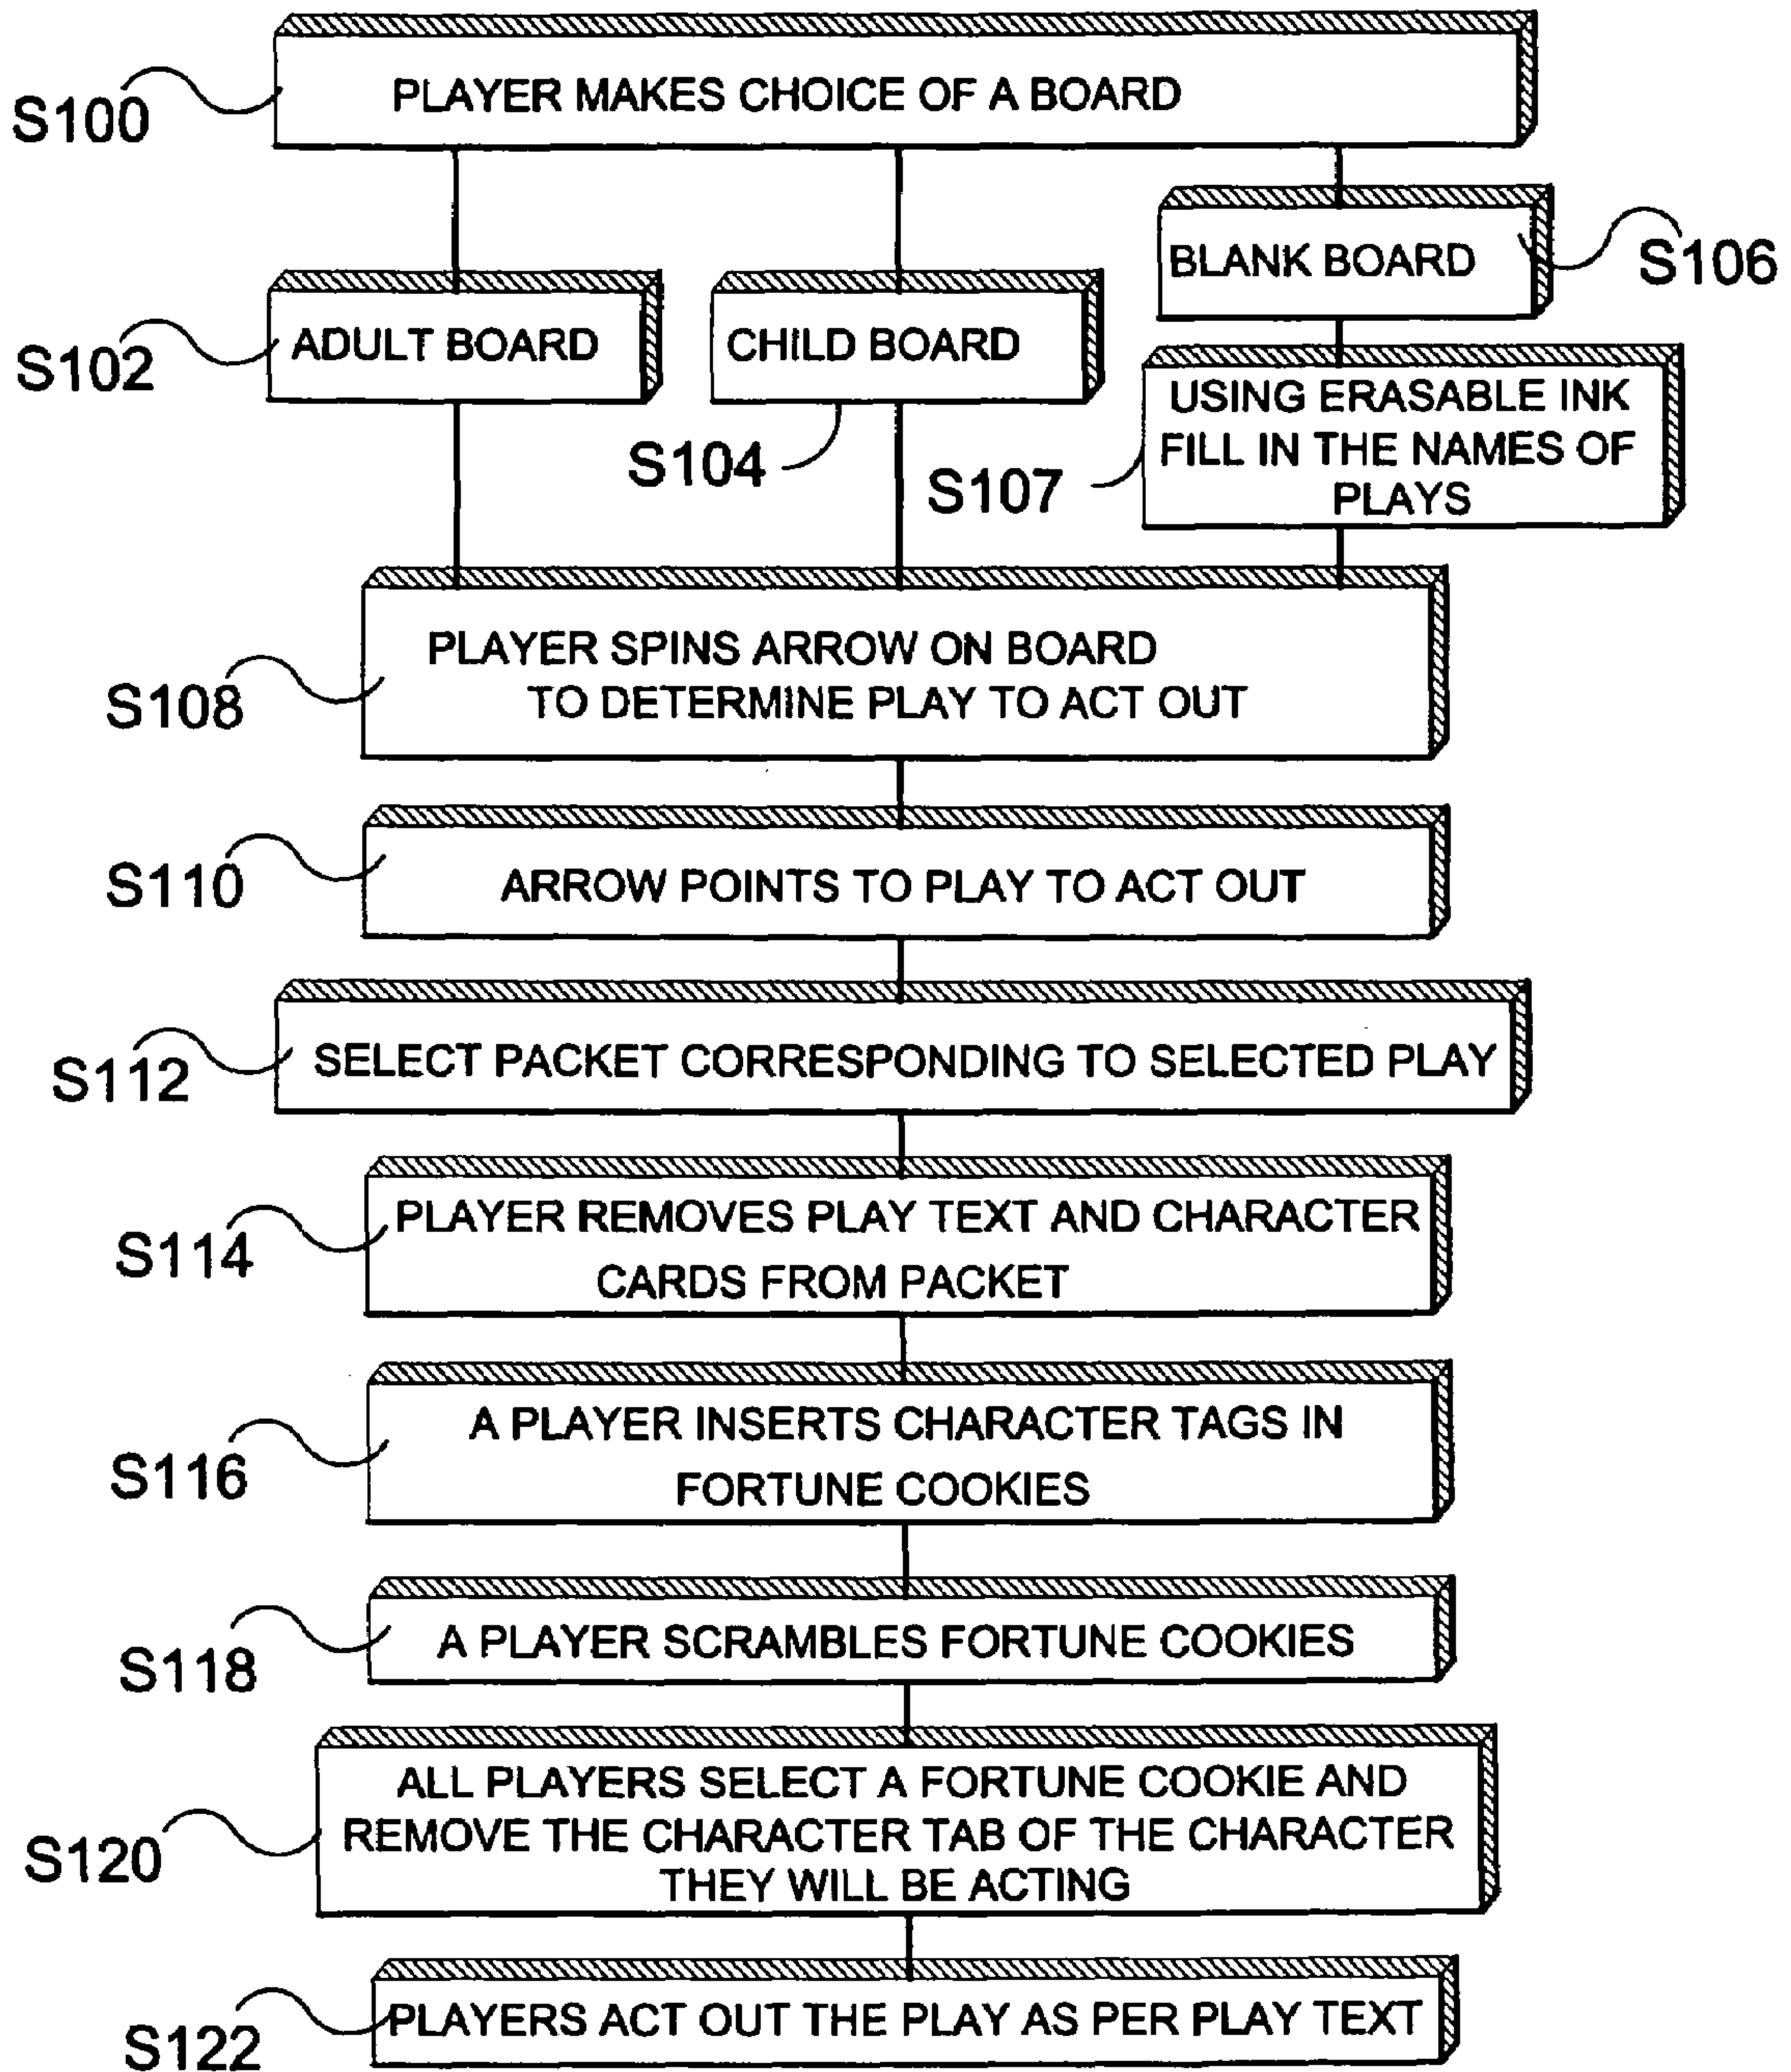 PLAYER MAKES CHOICE OF A BOARD
S100
BLANK BOARD
S106
ADULT BOARD
S102
CHILD BOARD
S104
USING ERASABLE INK
FILL IN THE NAMES OF
PLAYS
S107
PLAYER SPINS ARROW ON BOARD
TO DETERMINE PLAY TO ACT OUT
S108
ARROW POINTS TO PLAY TO ACT OUT
S110
SELECT PACKET CORRESPONDING TO SELECTED PLAY
S112
PLAYER REMOVES PLAY TEXT AND CHARACTER
CARDS FROM PACKET
S114
A PLAYER INSERTS CHARACTER TAGS IN
FORTUNE COOKIES
S116
A PLAYER SCRAMBLES FORTUNE COOKIES
S118
ALL PLAYERS SELECT A FORTUNE COOKIE AND
REMOVE THE CHARACTER TAB OF THE CHARACTER
THEY WILL BE ACTING
S120
PLAYERS ACT OUT THE PLAY AS PER PLAY TEXT
S122